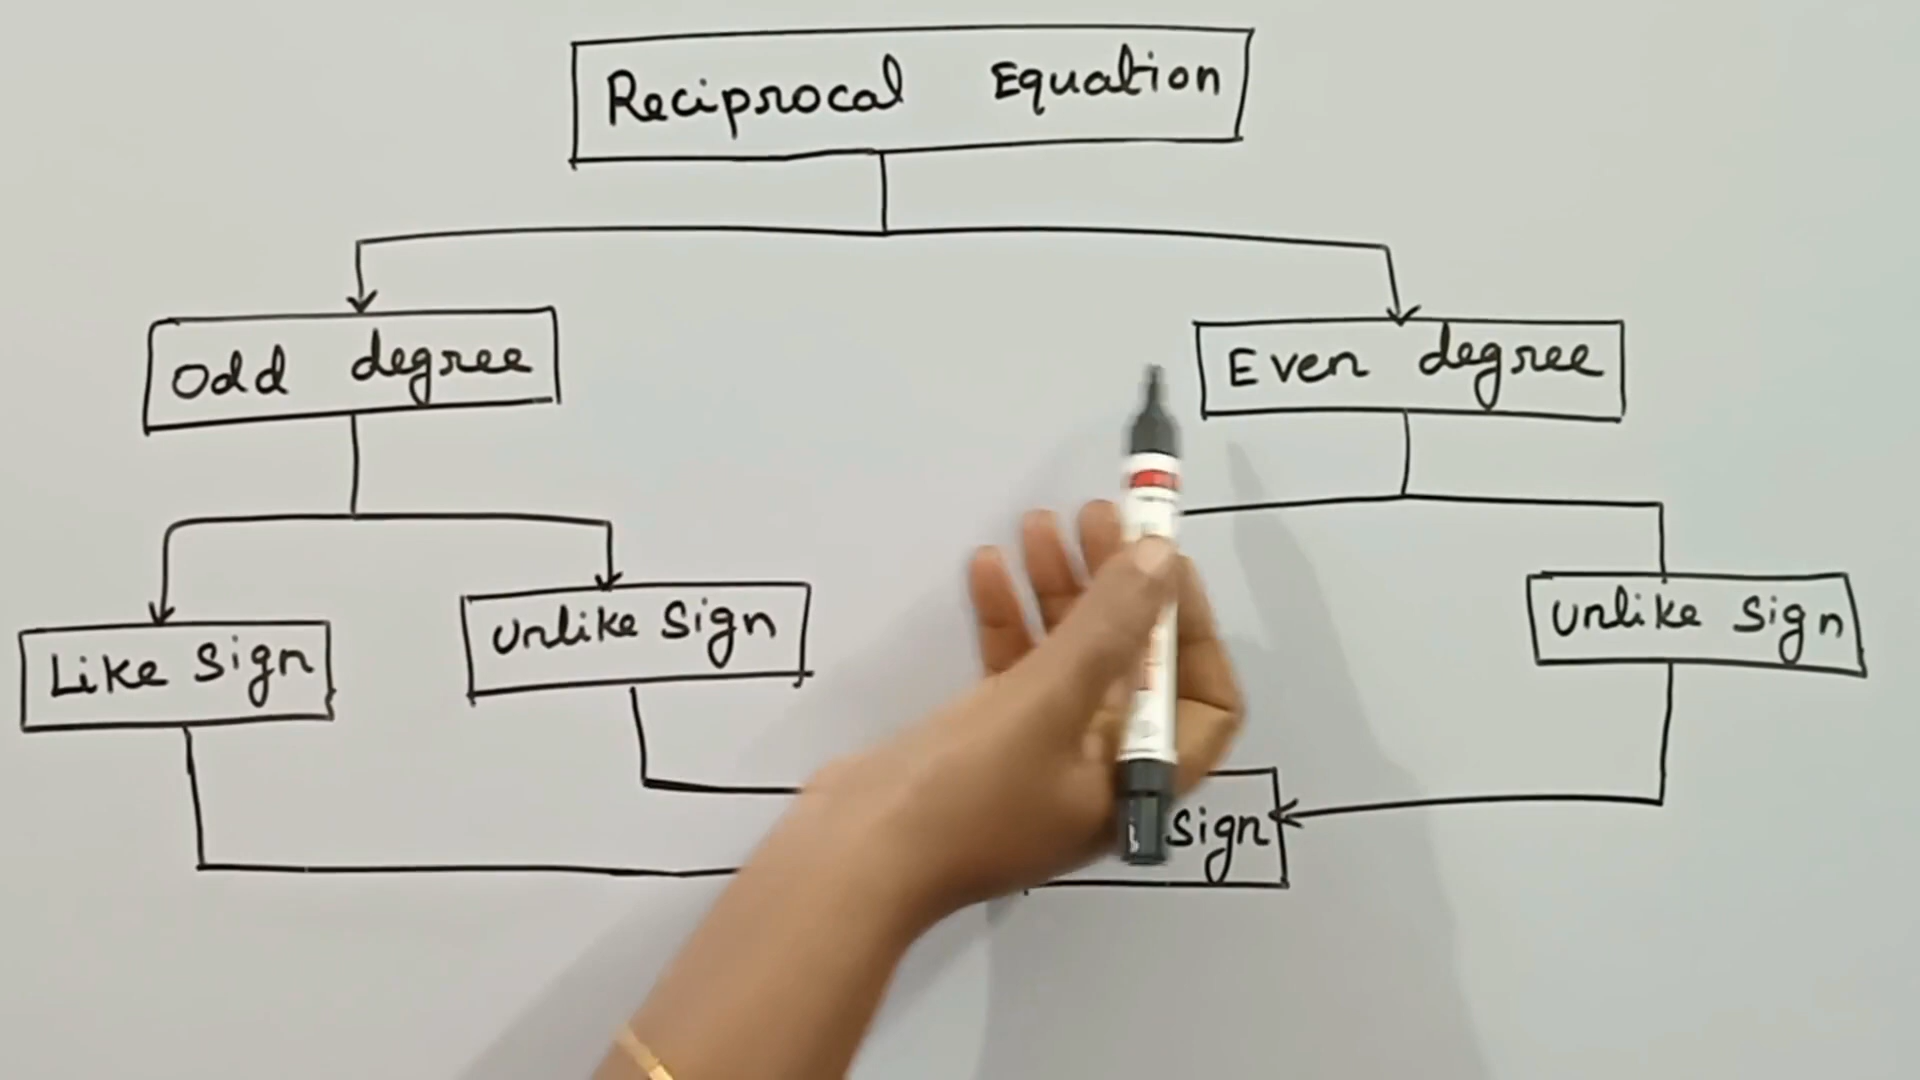 Reciprocal Equation
Odd degree
Even degree
Like Sign
Unlike Sign
Unlike Sign
Sign